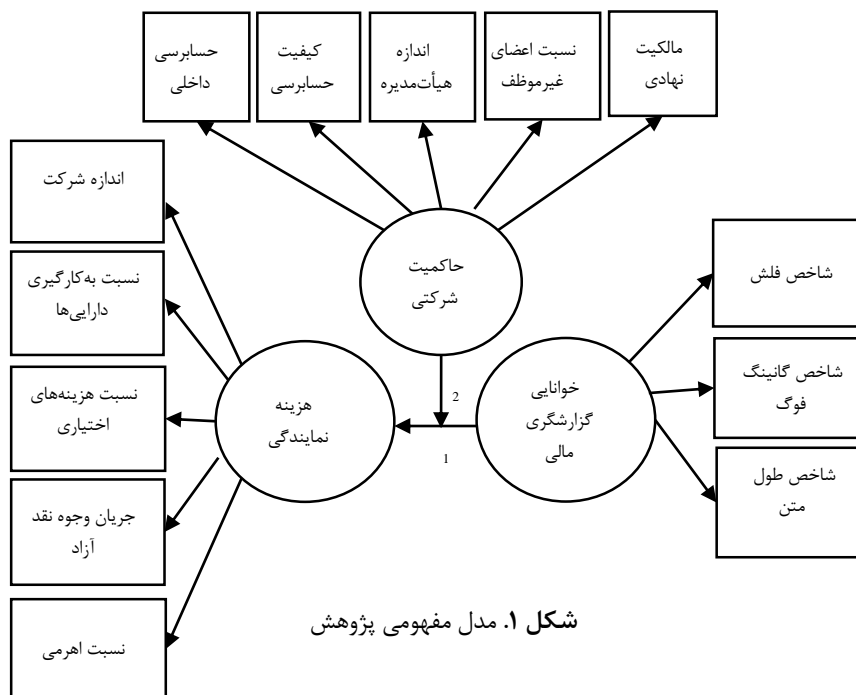 مالکیت
نهادی
نسبت اعضای
غیرموظف
اندازه
هیأت‌مدیره
کیفیت
حسابرسی
حسابرسی
داخلی
حاکمیت
شرکتی
شاخص فلش
شاخص گانینگ
فوگ
شاخص طول
متن
خوانایی
گزارشگری
مالی
2
1
هزینه
نمایندگی
اندازه شرکت
نسبت به‌کارگیری
دارایی‌ها
نسبت هزینه‌های
اختیاری
جریان وجوه نقد
آزاد
نسبت اهرمی
شکل ۱. مدل مفهومی پژوهش